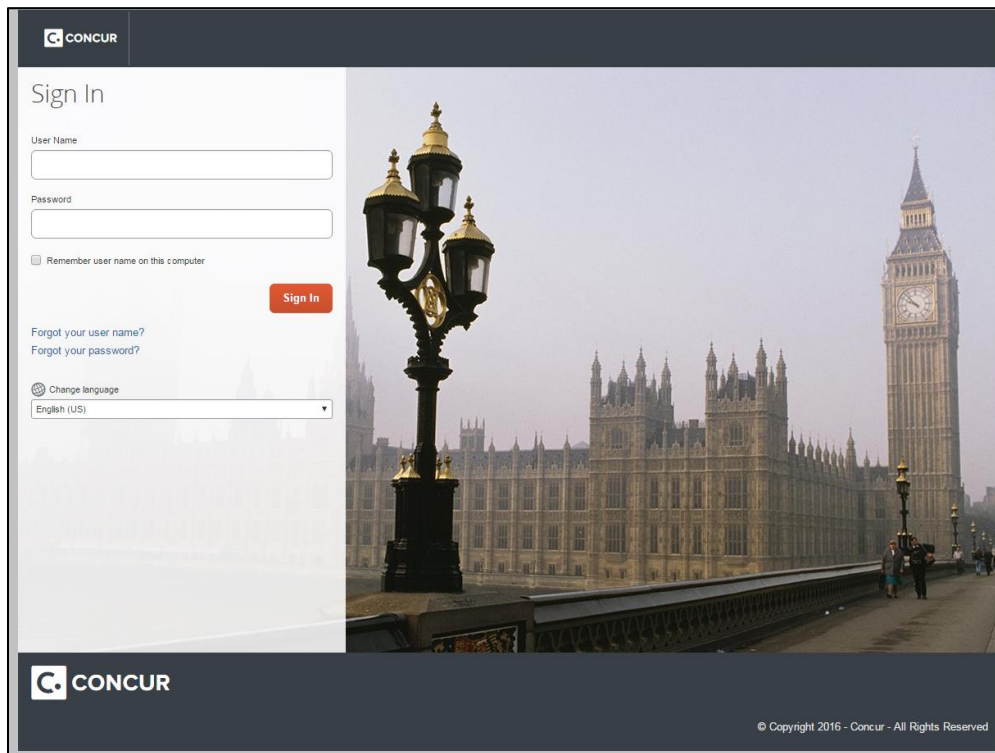 C. CONCUR
Sign In
User Name
Password
Remember user name on this computer
Sign In
Forgot your user name?
Forgot your password?
Change language
English (US)
C. CONCUR
© Copyright 2016 - Concur - All Rights Reserved